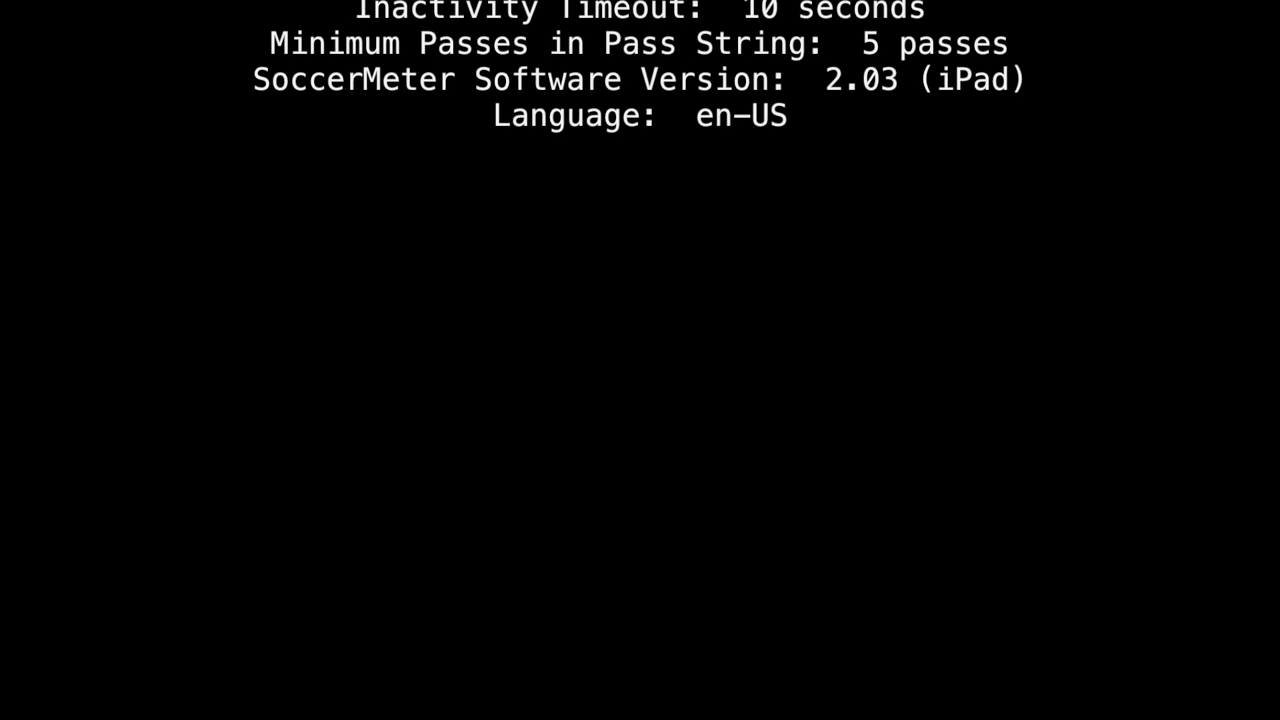 Inactivity Timeout:  10 seconds
Minimum Passes in Pass String:  5 passes
SoccerMeter Software Version:  2.03 (iPad)
Language:  en-US